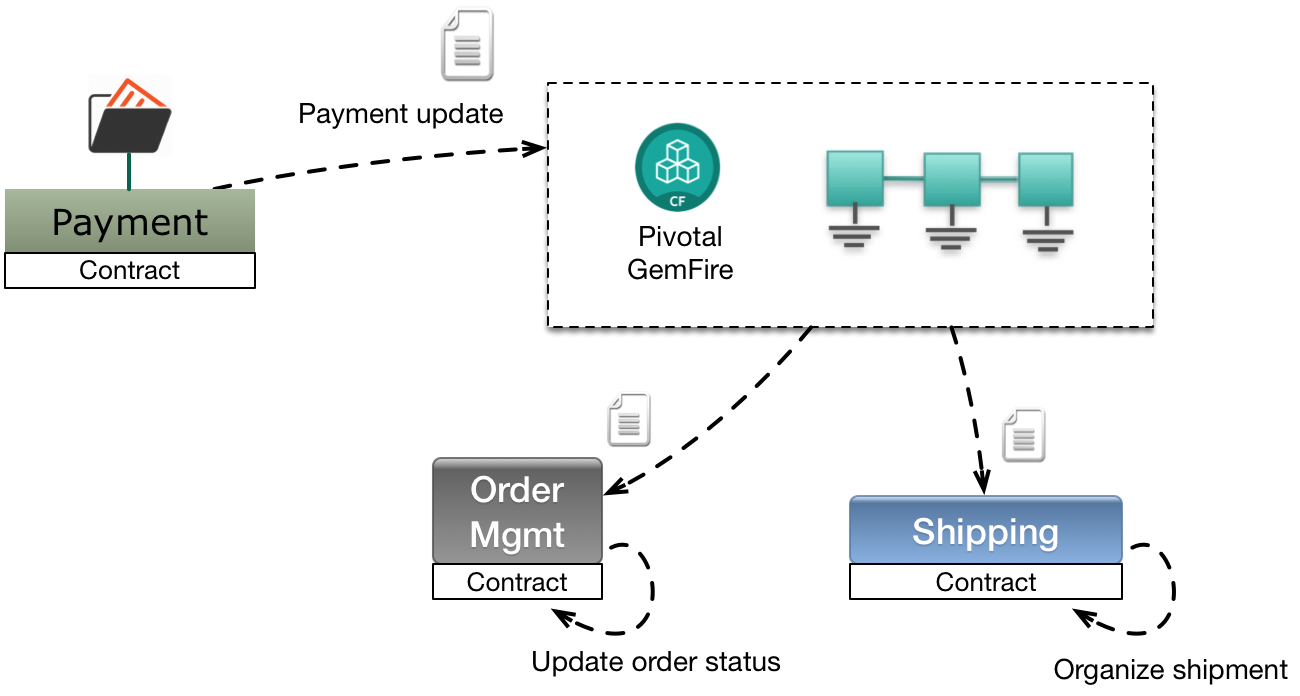 Payment update
Payment
Contract
CF
Pivotal
GemFire
Order
Mgmt
Contract
Update order status
Shipping
Contract
Organize shipment